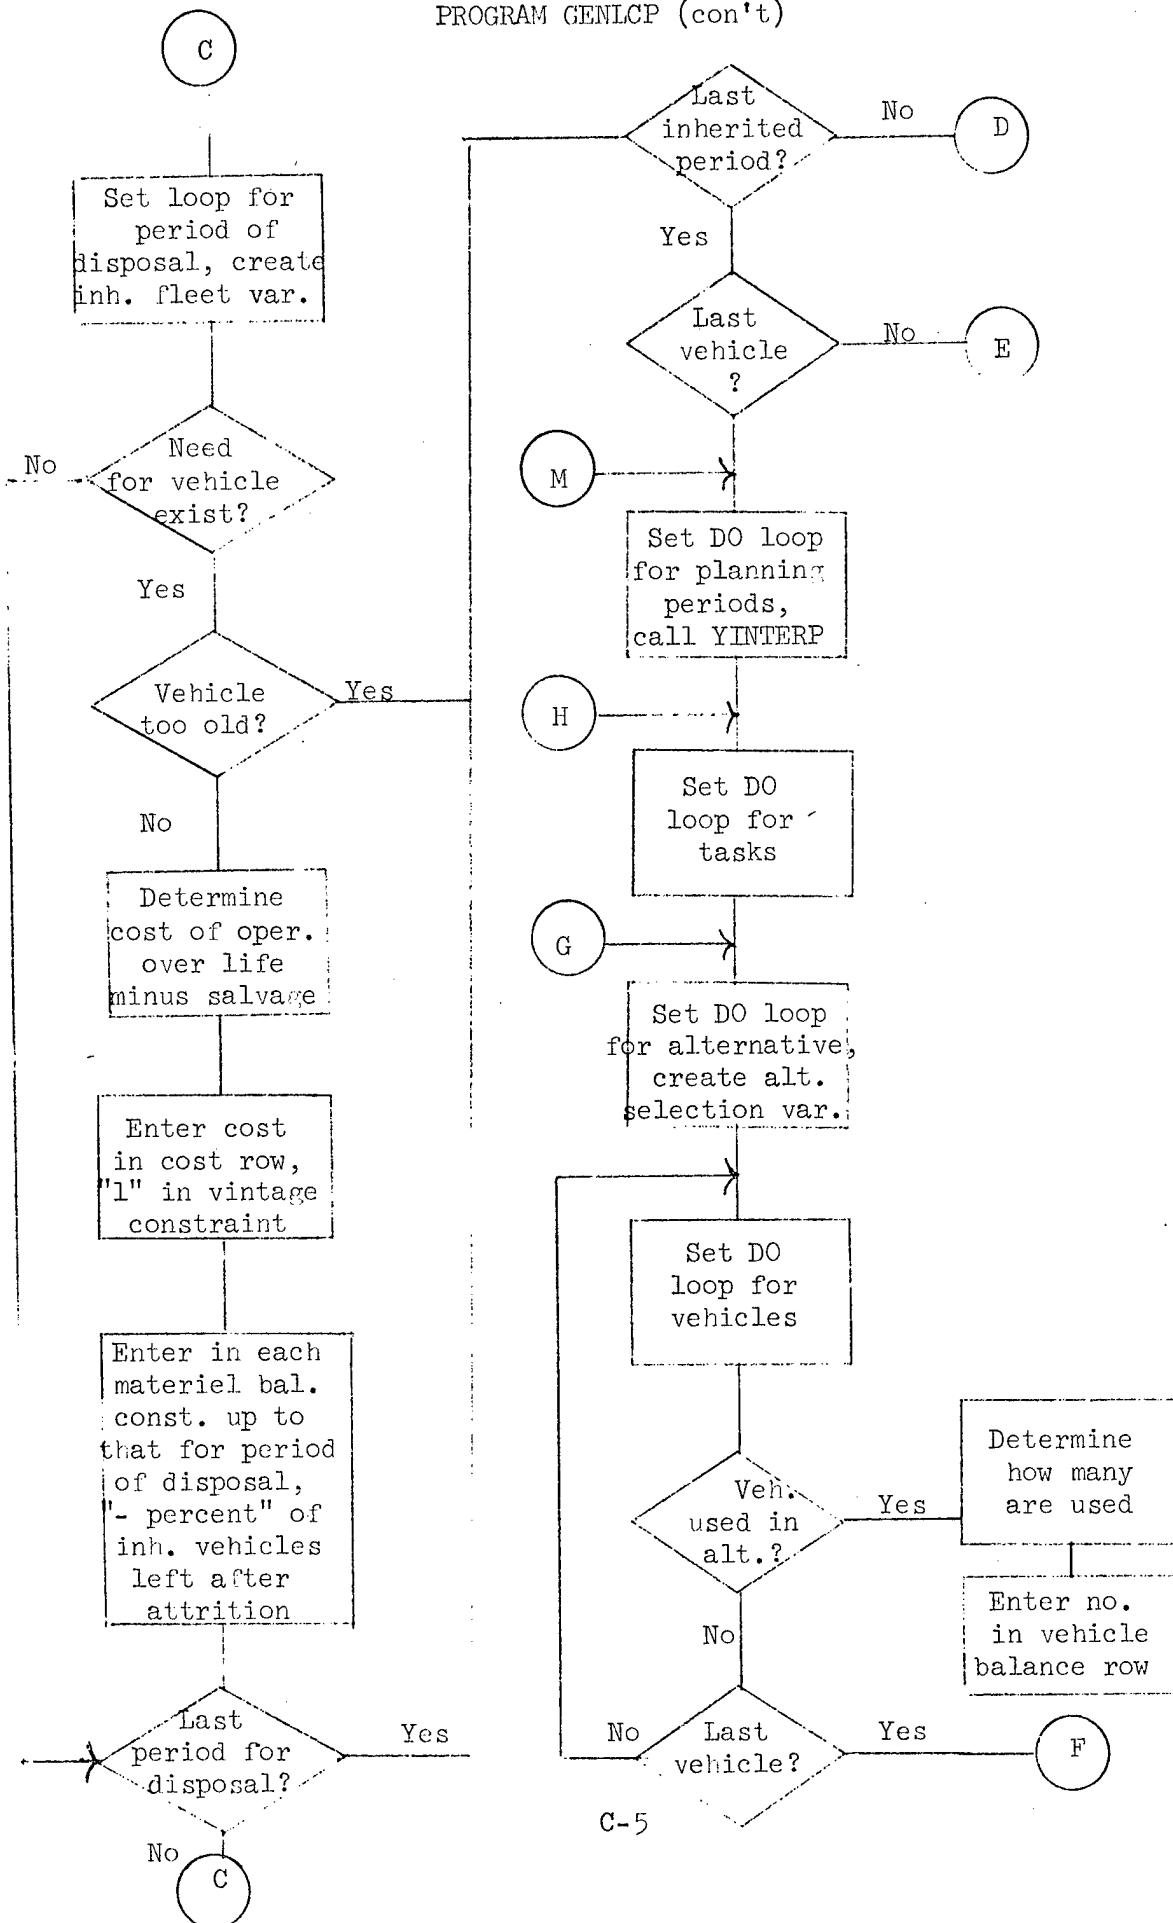 PROGRAM GENLCP (con't)
C
Set loop for
period of
disposal, create
inh. fleet var.
Need
for vehicle
exist?
No
Yes
Vehicle
too old?
Yes
No
Determine
cost of oper.
over life
minus salvage
Enter cost
in cost row,
"1" in vintage
constraint
Enter in each
materiel bal.
const. up to
that for period
of disposal,
"- percent" of
inh. vehicles
left after
attrition
Last
period for
disposal?
Yes
No
C
Last
inherited
period?
No
D
Yes
Last
vehicle
?
No
E
M
Set DO loop
for planning
periods,
call YINTERP
H
Set DO
loop for
tasks
G
Set DO loop
for alternative,
create alt.
selection var.
Set DO
loop for
vehicles
Veh.
used in
alt.?
Yes
Determine
how many
are used
Enter no.
in vehicle
balance row
No
Last
vehicle?
No
Yes
F
C-5